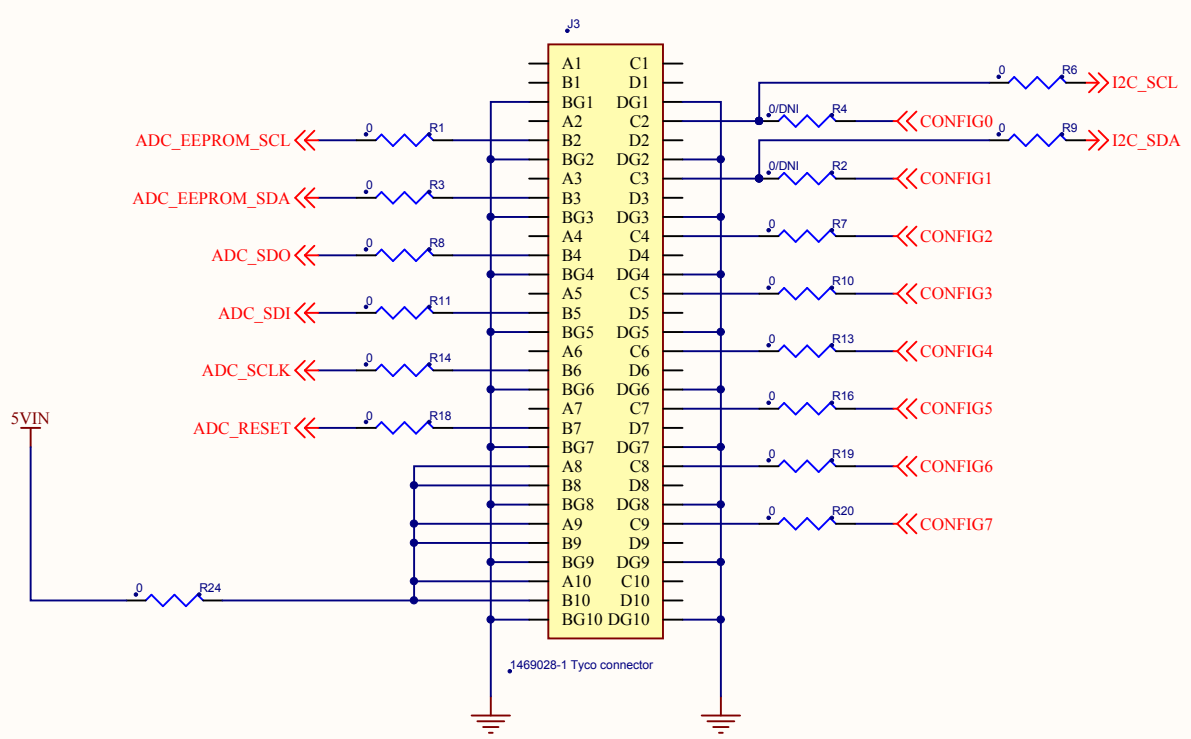 J3
A1 C1
B1 D1
BG1 DG1
A2 C2
B2 D2
BG2 DG2
A3 C3
B3 D3
BG3 DG3
A4 C4
B4 D4
BG4 DG4
A5 C5
B5 D5
BG5 DG5
A6 C6
B6 D6
BG6 DG6
A7 C7
B7 D7
BG7 DG7
A8 C8
B8 D8
BG8 DG8
A9 C9
B9 D9
BG9 DG9
A10 C10
B10 D10
BG10 DG10
1469028-1 Tyco connector
ADC_EEPROM_SCL 0 R1
ADC_EEPROM_SDA 0 R3
ADC_SDO 0 R8
ADC_SDI 0 R11
ADC_SCLK 0 R14
ADC_RESET 0 R18
5VIN
0 R24
0 R6 I2C_SCL
0/DNI R4 CONFIG0
0 R9 I2C_SDA
0/DNI R2 CONFIG1
0 R7 CONFIG2
0 R10 CONFIG3
0 R13 CONFIG4
0 R16 CONFIG5
0 R19 CONFIG6
0 R20 CONFIG7